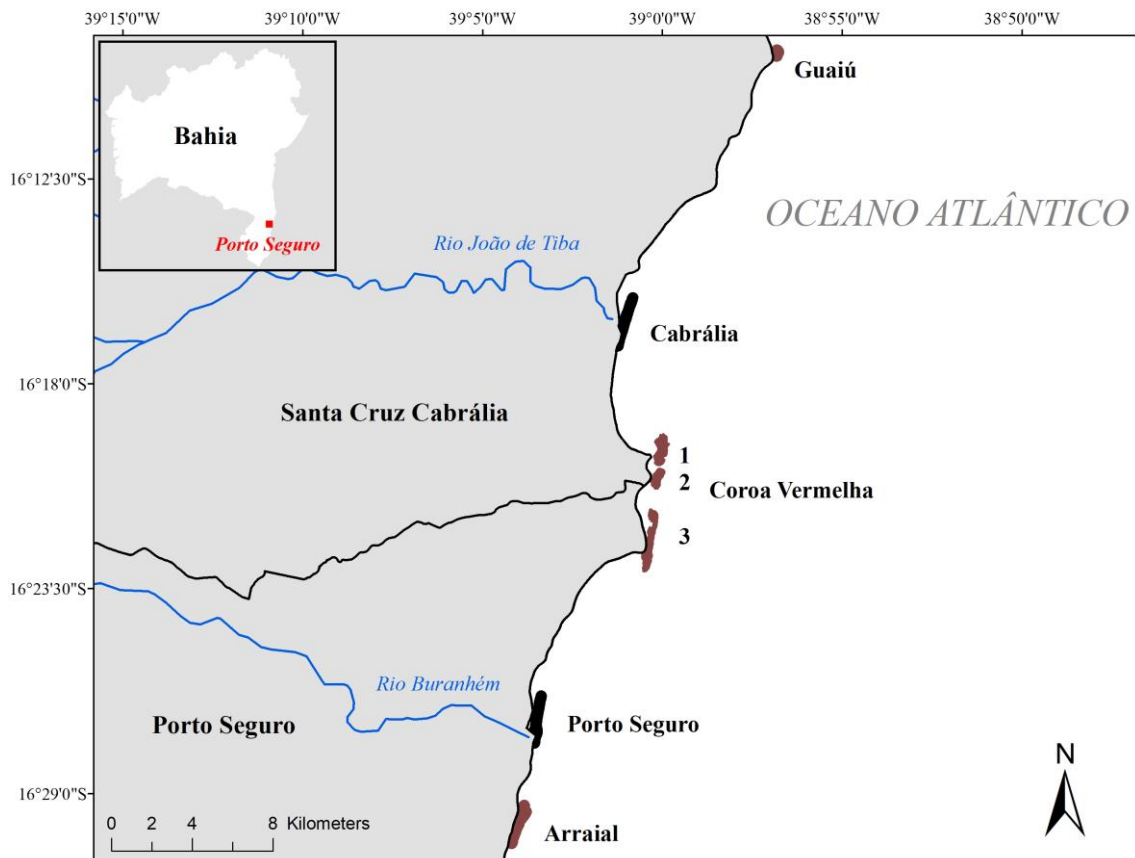 39°15'0"W 39°10'0"W 39°5'0"W 39°0'0"W 38°55'0"W 38°50'0"W
Guaiú
Bahia
16°12'30"S
OCEANO ATLÂNTICO
Porto Seguro
Rio João de Tiba
Cabrália
16°18'0"S
Santa Cruz Cabrália
1
2
Coroa Vermelha
3
16°23'30"S
Rio Buranhém
Porto Seguro
Porto Seguro
16°29'0"S
N
0 2 4 8 Kilometers
Arraial